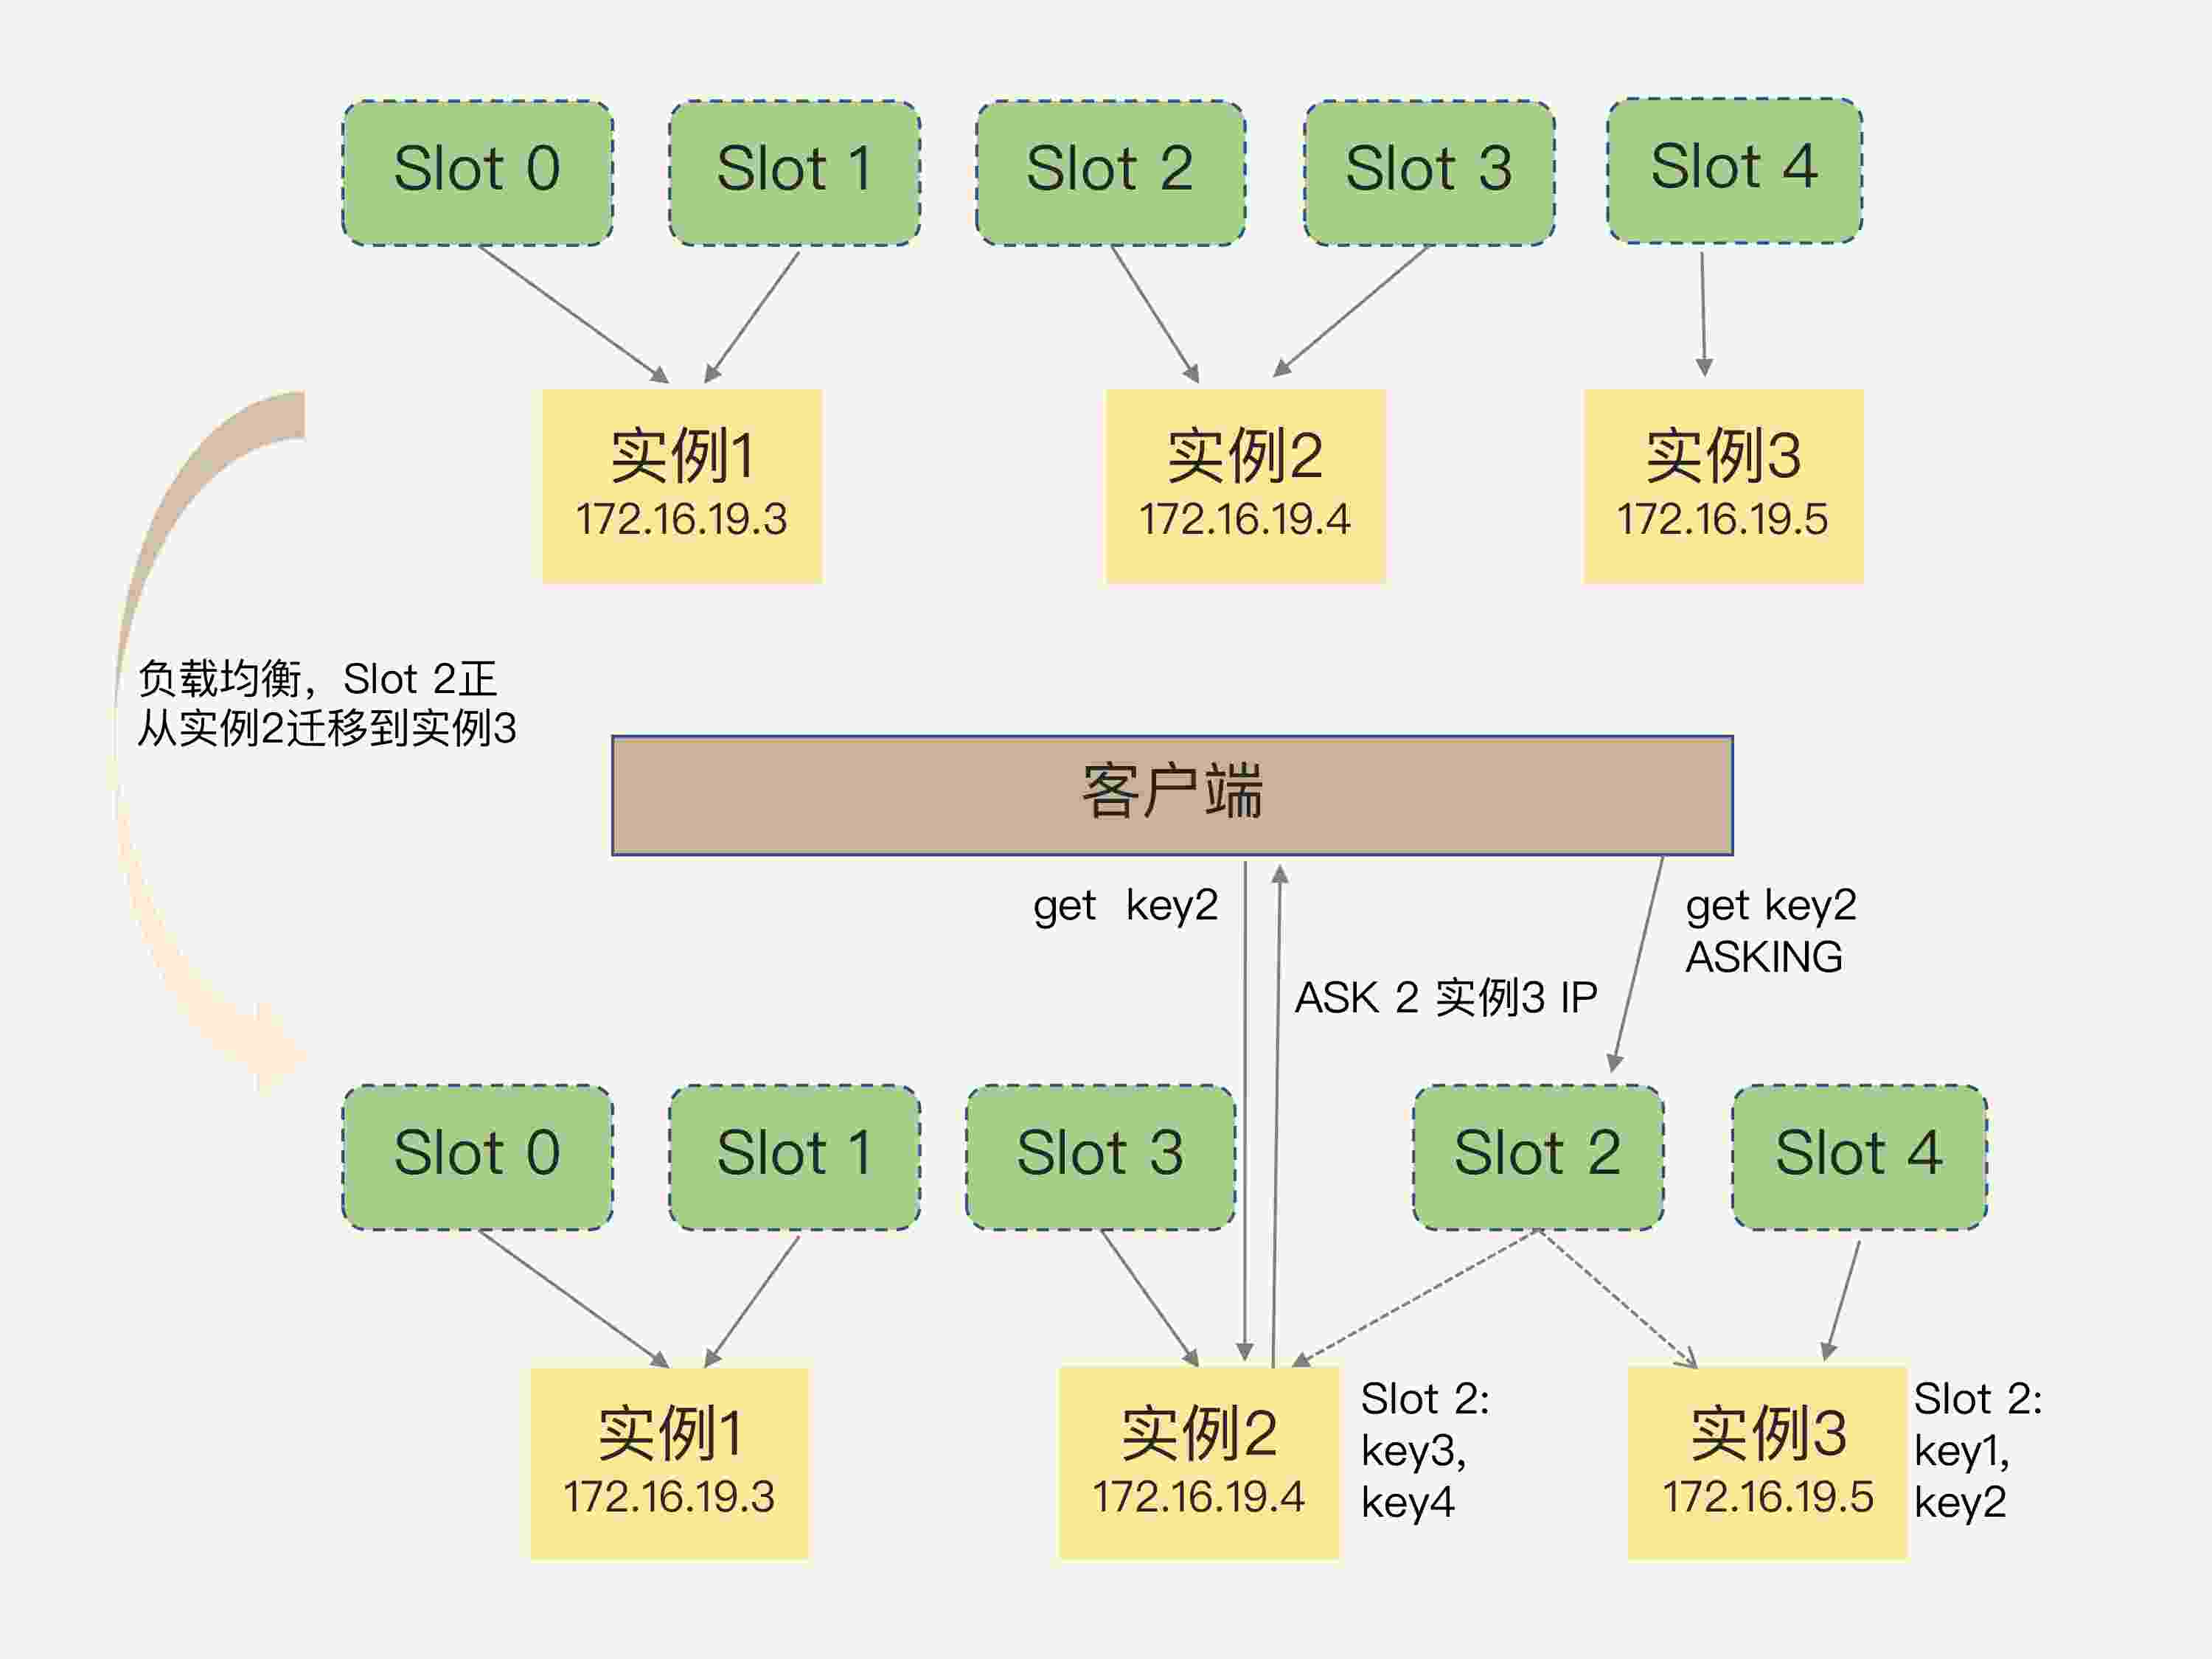 Slot 0
Slot 1
Slot 2
Slot 3
Slot 4
实例1
172.16.19.3
实例2
172.16.19.4
实例3
172.16.19.5
负载均衡，Slot 2正
从实例2迁移到实例3
客户端
get key2
get key2
ASKING
ASK 2 实例3 IP
Slot 0
Slot 1
Slot 3
Slot 2
Slot 4
实例1
172.16.19.3
实例2
172.16.19.4
Slot 2:
key3,
key4
实例3
172.16.19.5
Slot 2:
key1,
key2